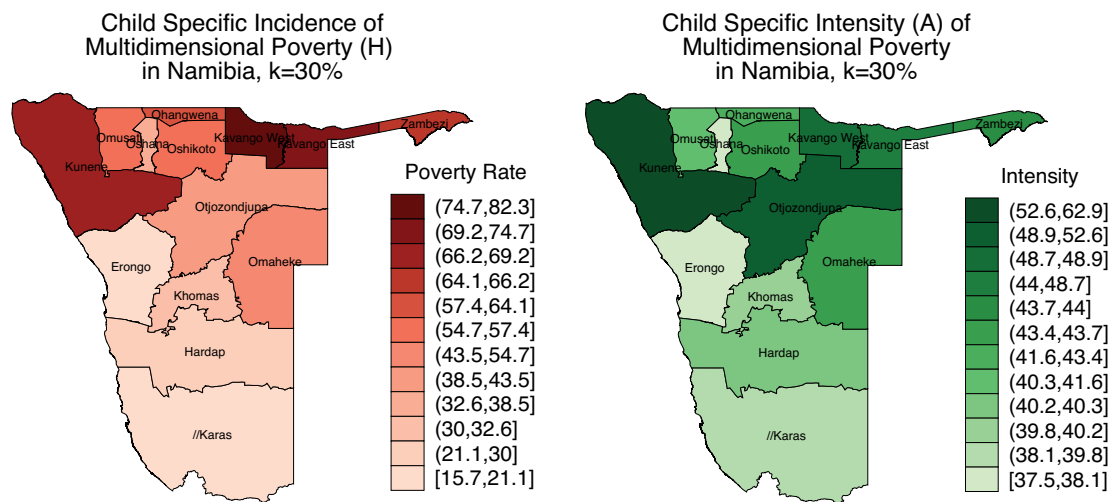 Child Specific Incidence of
Multidimensional Poverty (H)
in Namibia, k=30%
Ohangwena
Omusati
Oshana
Oshikoto
Kavango West
Kavango East
Zambezi
Kunene
Otjozondjupa
Omaheke
Erongo
Khomas
Hardap
//Karas
Poverty Rate
(74.7,82.3]
(69.2,74.7]
(66.2,69.2]
(64.1,66.2]
(57.4,64.1]
(54.7,57.4]
(43.5,54.7]
(38.5,43.5]
(32.6,38.5]
(30,32.6]
(21.1,30]
[15.7,21.1]
Child Specific Intensity (A) of
Multidimensional Poverty
in Namibia, k=30%
Ohangwena
Omusati
Oshana
Oshikoto
Kavango West
Kavango East
Zambezi
Kunene
Otjozondjupa
Omaheke
Erongo
Khomas
Hardap
//Karas
Intensity
(52.6,62.9]
(48.9,52.6]
(48.7,48.9]
(44,48.7]
(43.7,44]
(43.4,43.7]
(41.6,43.4]
(40.3,41.6]
(40.2,40.3]
(39.8,40.2]
(38.1,39.8]
[37.5,38.1]